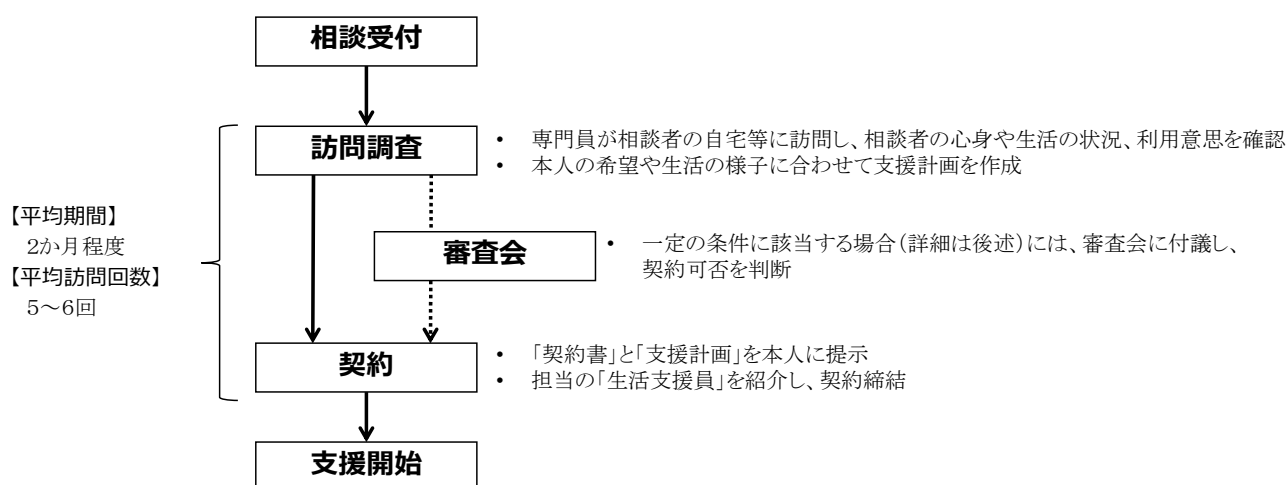 相談受付
訪問調査
• 専門員が相談者の自宅等に訪問し、相談者の心身や生活の状況、利用意思を確認
• 本人の希望や生活の様子に合わせて支援計画を作成
【平均期間】
2か月程度
【平均訪問回数】
5～6回
審査会
• 一定の条件に該当する場合（詳細は後述）には、審査会に付議し、
契約可否を判断
契約
• 「契約書」と「支援計画」を本人に提示
• 担当の「生活支援員」を紹介し、契約締結
支援開始